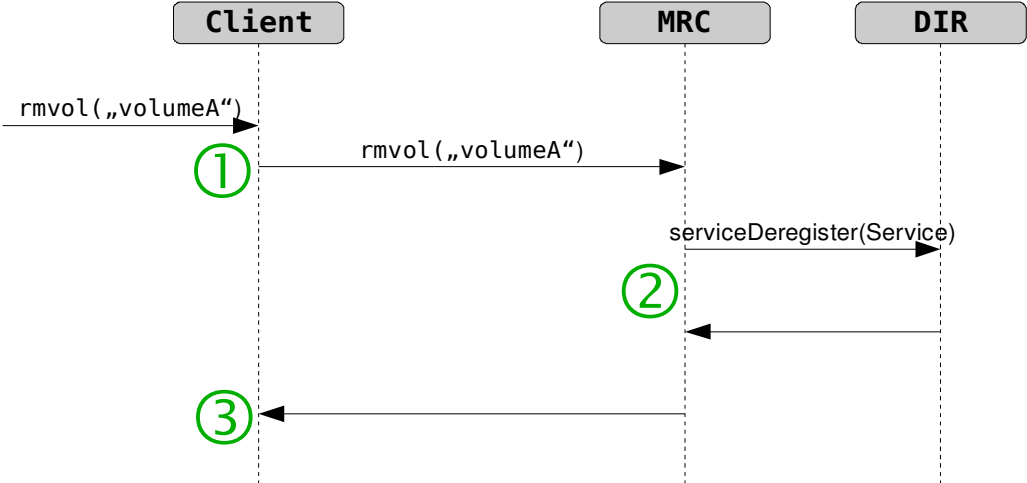 Client MRC DIR
rmvol(„volumeA“)
① rmvol(„volumeA“)
serviceDeregister(Service)
②
③